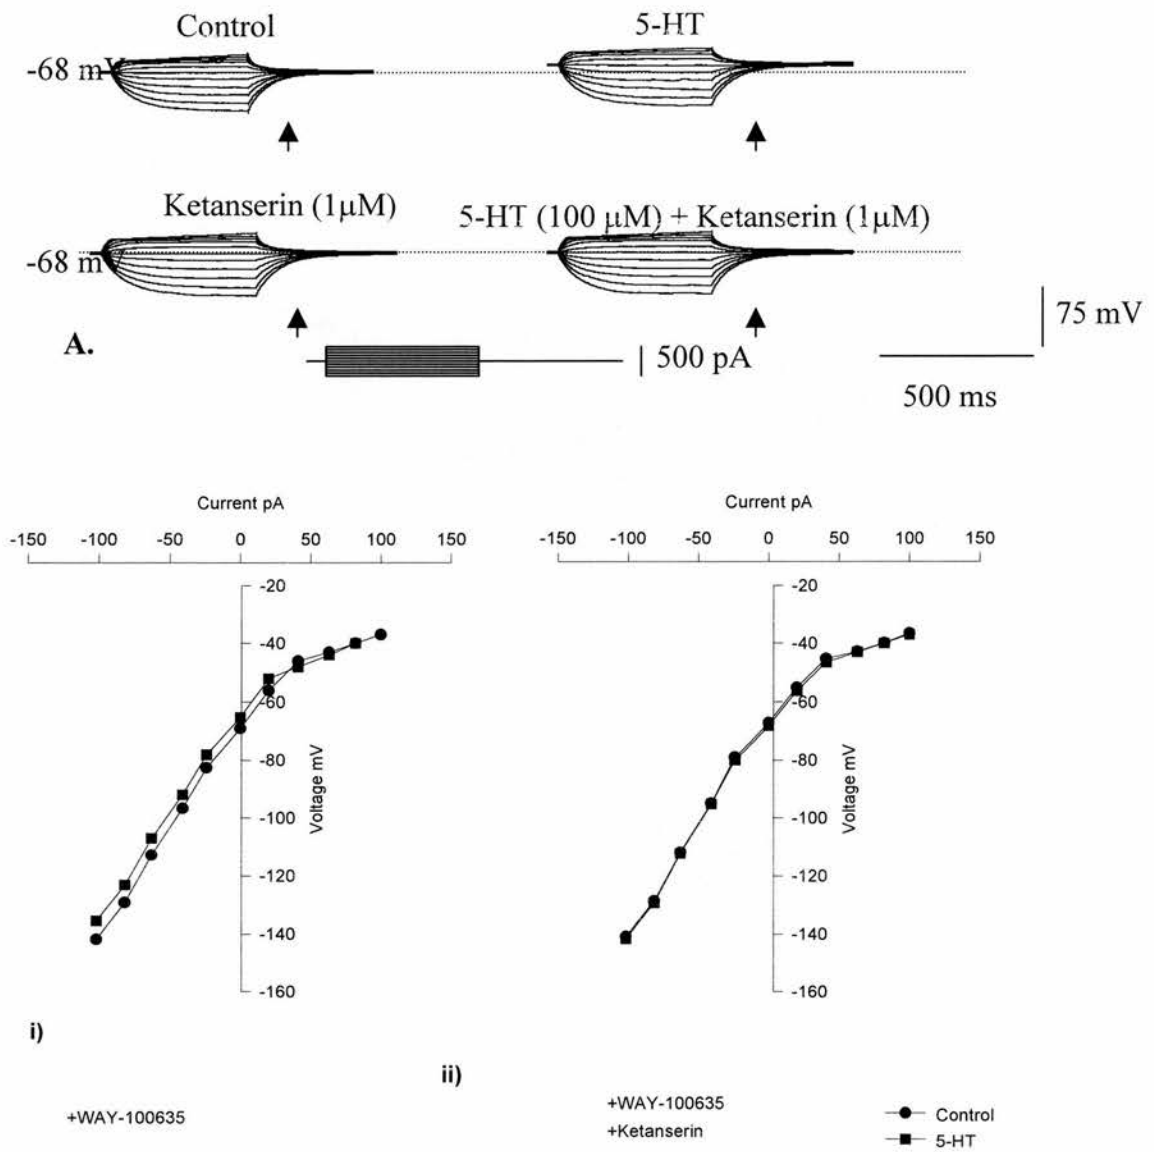 Control
5-HT
-68 mV
Ketanserin (1µM)
5-HT (100 µM) + Ketanserin (1µM)
-68 m
75 mV
A.
500 pA
500 ms
Current pA
-150 -100 -50 0 50 100 150
-20
-40
-60
-80
-100
-120
-140
-160
Voltage mV
i)
+WAY-100635
Current pA
-150 -100 -50 0 50 100 150
-20
-40
-60
-80
-100
-120
-140
-160
Voltage mV
ii)
+WAY-100635
+Ketanserin
Control
5-HT